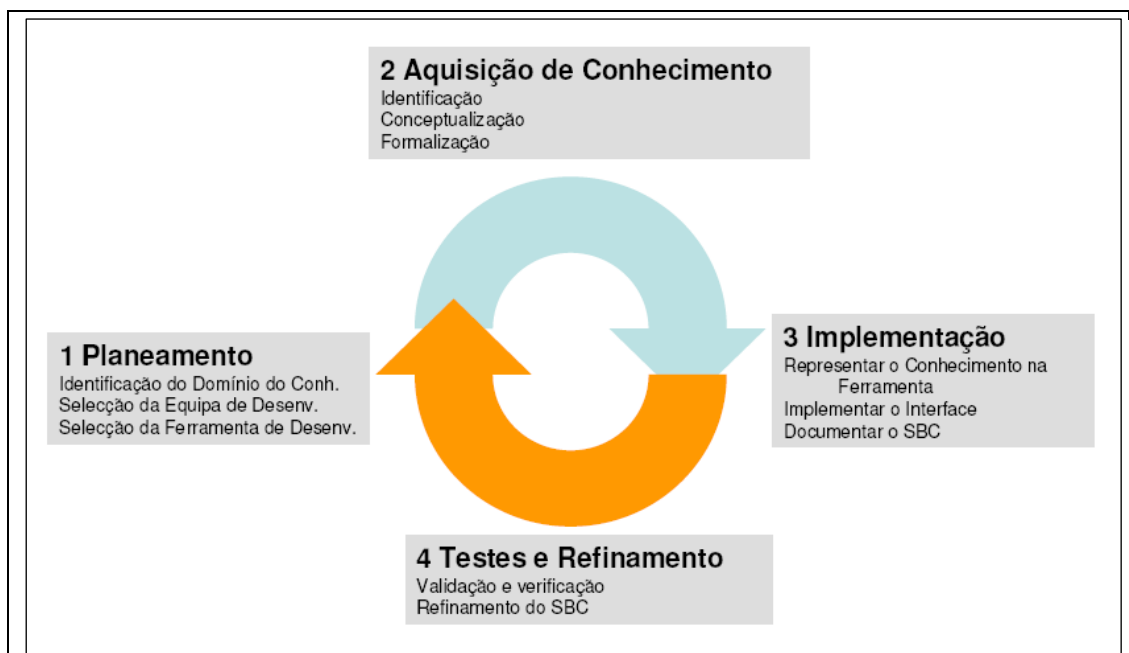 2 Aquisição de Conhecimento
Identificação
Conceptualização
Formalização
1 Planeamento
Identificação do Domínio do Conh.
Selecção da Equipa de Desenv.
Selecção da Ferramenta de Desenv.
3 Implementação
Representar o Conhecimento na
Ferramenta
Implementar o Interface
Documentar o SBC
4 Testes e Refinamento
Validação e verificação
Refinamento do SBC